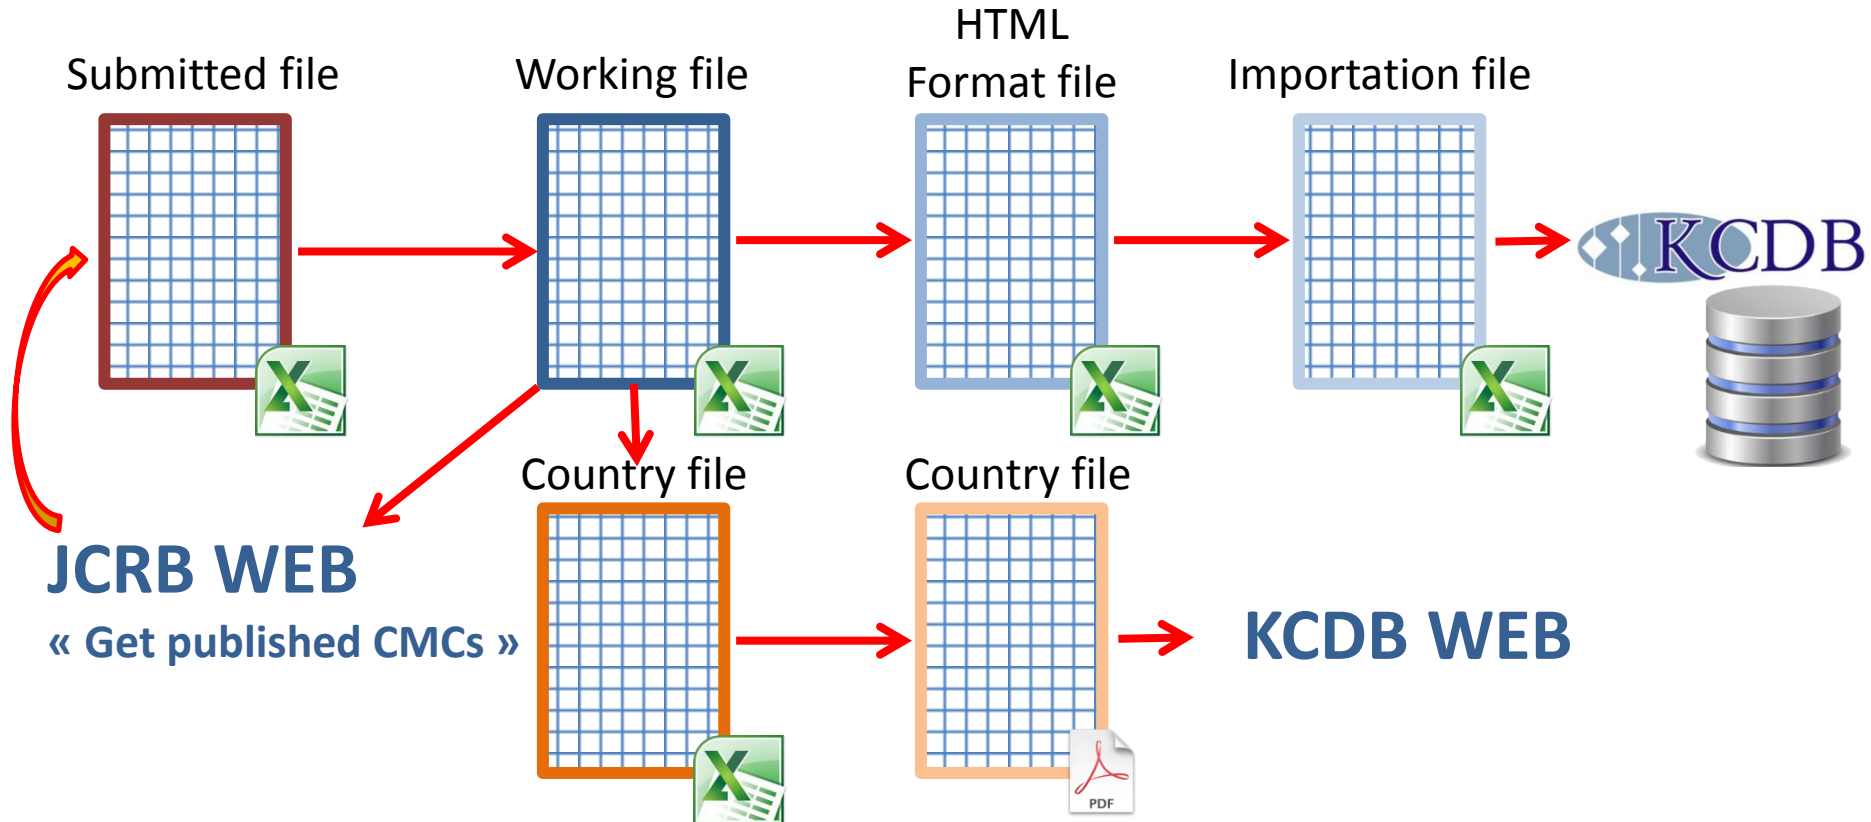 Submitted file
Working file
HTML
Format file
Importation file
KCDB
Country file
Country file
PDF
JCRB WEB
« Get published CMCs »
KCDB WEB